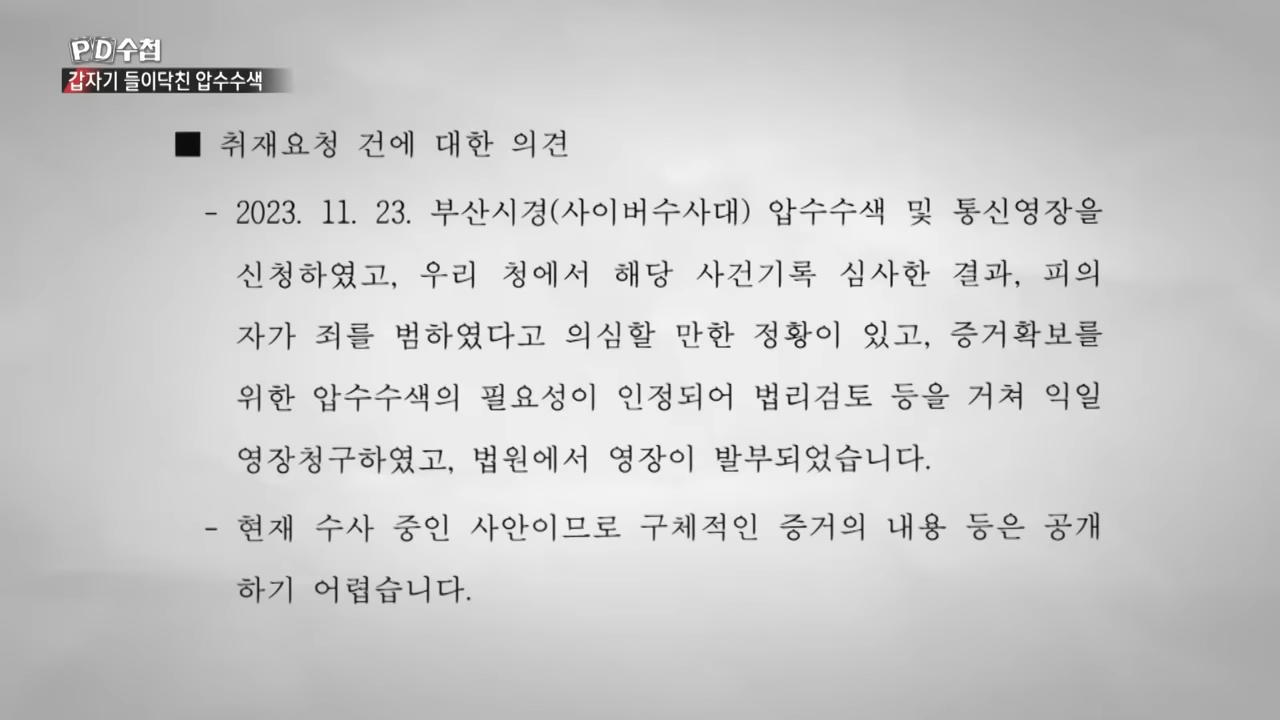 PD수첩
갑자기 들이닥친 압수수색
■ 취재요청 건에 대한 의견
- 2023. 11. 23. 부산시경(사이버수사대) 압수수색 및 통신영장을
신청하였고, 우리 청에서 해당 사건기록 심사한 결과, 피의
자가 죄를 범하였다고 의심할 만한 정황이 있고, 증거확보를
위한 압수수색의 필요성이 인정되어 법리검토 등을 거쳐 익일
영장청구하였고, 법원에서 영장이 발부되었습니다.
- 현재 수사 중인 사안이므로 구체적인 증거의 내용 등은 공개
하기 어렵습니다.